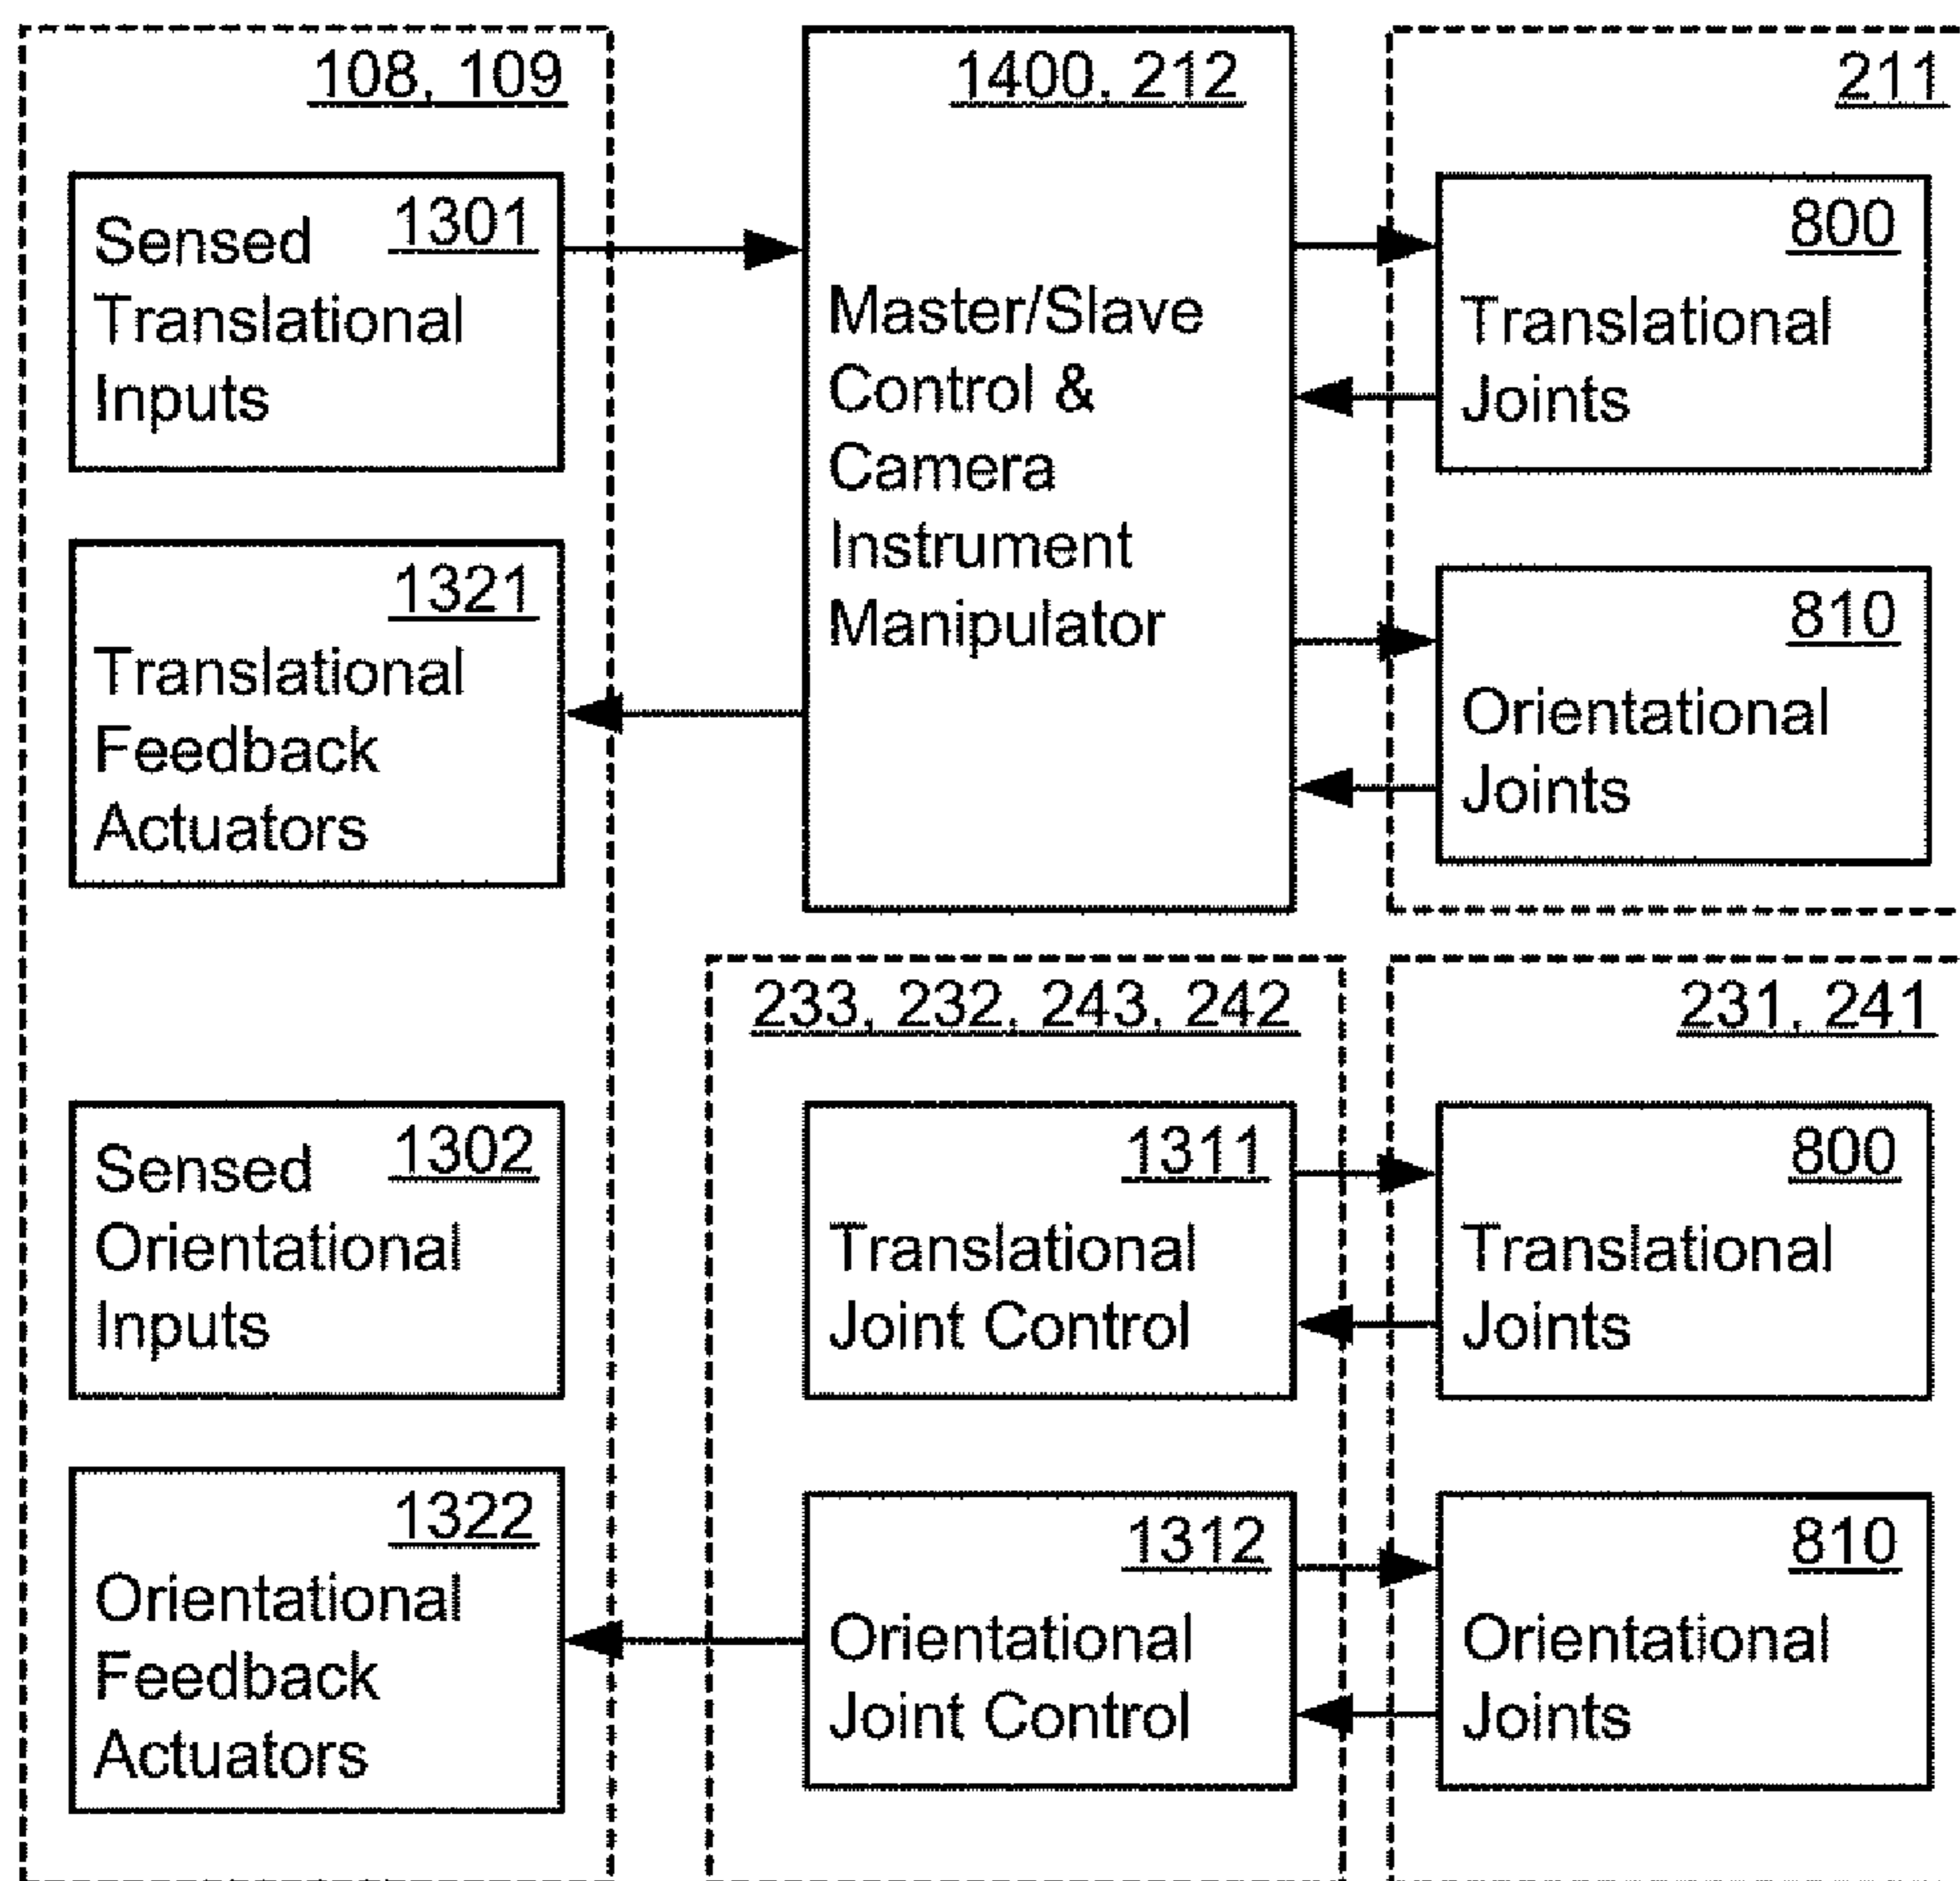 108, 109
1301
Sensed
Translational
Inputs
1321
Translational
Feedback
Actuators
1302
Sensed
Orientational
Inputs
1322
Orientational
Feedback
Actuators
1400, 212
Master/Slave
Control &
Camera
Instrument
Manipulator
211
800
Translational
Joints
810
Orientational
Joints
233, 232, 243, 242
1311
Translational
Joint Control
1312
Orientational
Joint Control
231, 241
800
Translational
Joints
810
Orientational
Joints